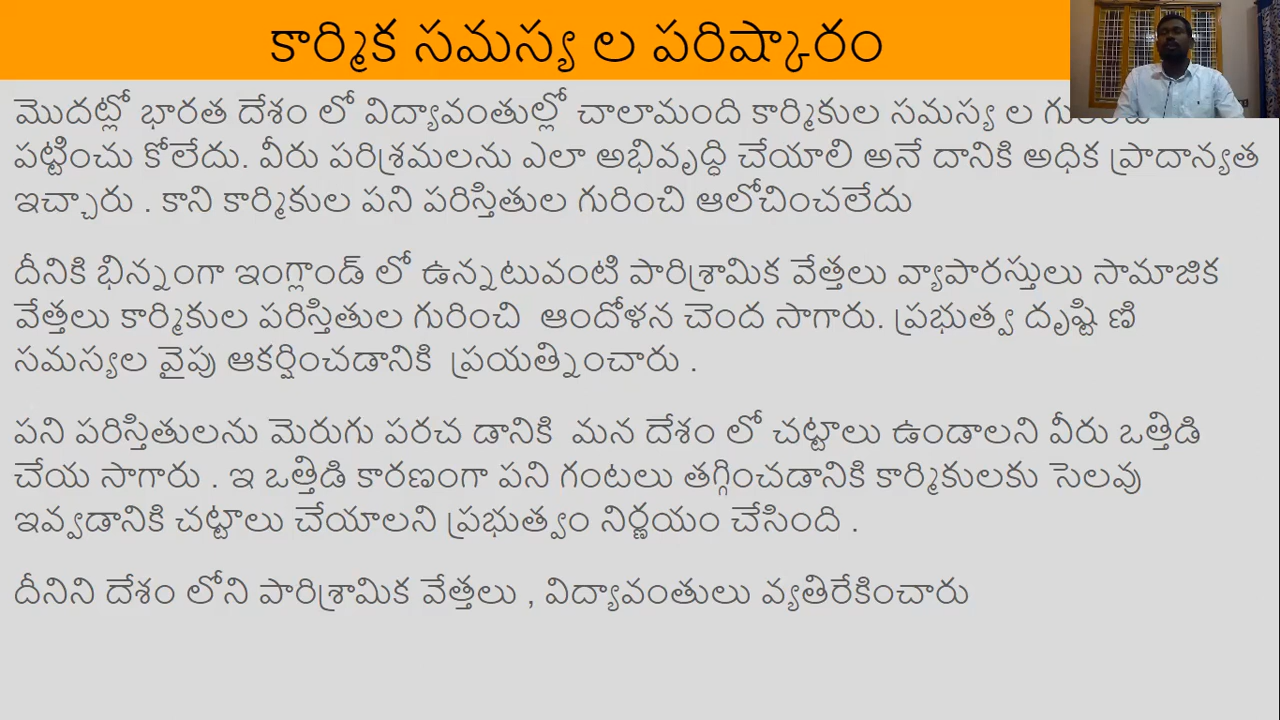 కార్మిక సమస్య ల పరిష్కారం
మొదట్లో భారత దేశం లో విద్యావంతుల్లో చాలామంది కార్మికుల సమస్య ల
పట్టించు కోలేదు. వీరు పరిశ్రమలను ఎలా అభివృద్ధి చేయాలి అనే దానికి అధిక ప్రాదాన్యత
ఇచ్చారు . కాని కార్మికుల పని పరిస్తితుల గురించి ఆలోచించలేదు
దీనికి భిన్నంగా ఇంగ్లాండ్ లో ఉన్నటువంటి పారిశ్రామిక వేత్తలు వ్యాపారస్తులు సామాజిక
వేత్తలు కార్మికుల పరిస్తితుల గురించి ఆందోళన చెంద సాగారు. ప్రభుత్వ దృష్టి ణి
సమస్యల వైపు ఆకర్షించడానికి ప్రయత్నించారు .
పని పరిస్తితులను మెరుగు పరచ డానికి మన దేశం లో చట్టాలు ఉండాలని వీరు ఒత్తిడి
చేయ సాగారు . ఇ ఒత్తిడి కారణంగా పని గంటలు తగ్గించడానికి కార్మికులకు సెలవు
ఇవ్వడానికి చట్టాలు చేయాలని ప్రభుత్వం నిర్ణయం చేసింది .
దీనిని దేశం లోని పారిశ్రామిక వేత్తలు , విద్యావంతులు వ్యతిరేకించారు